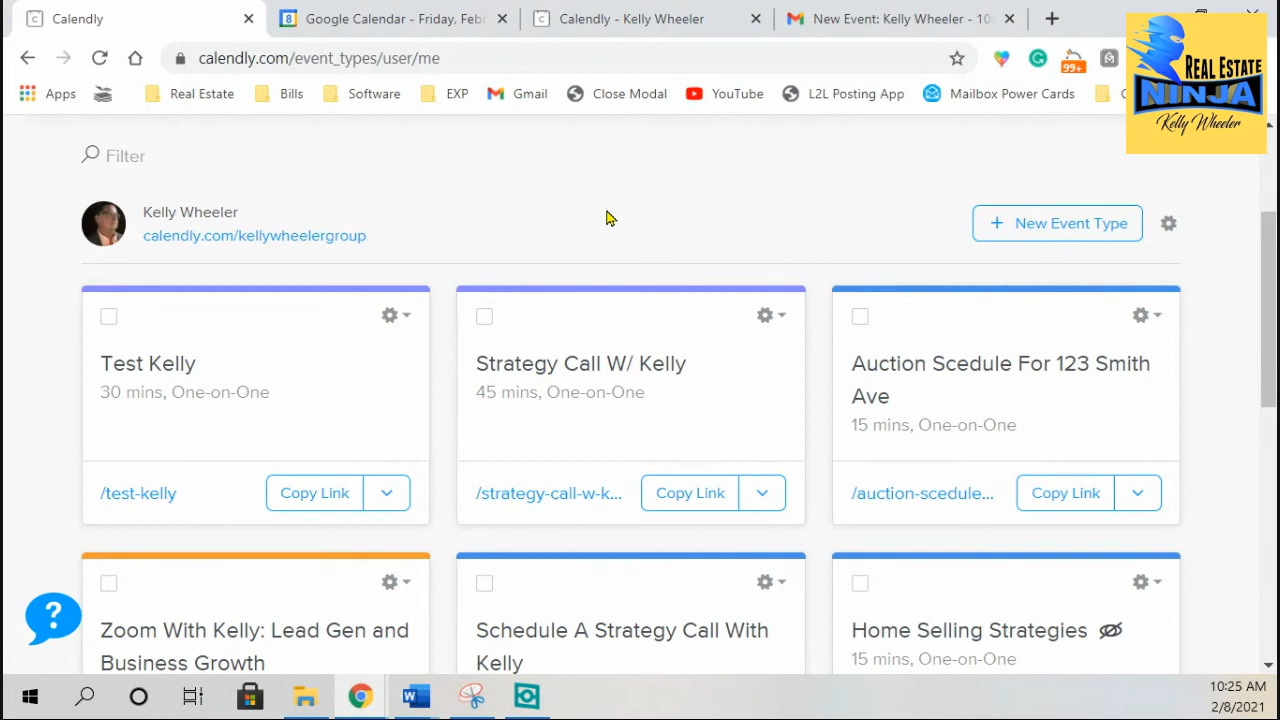 Calendly
Google Calendar - Friday, Febr
Calendly - Kelly Wheeler
New Event: Kelly Wheeler - 10:
calendly.com/event_types/user/me
99+
Apps
Real Estate
Bills
Software
EXP
Gmail
Close Modal
YouTube
L2L Posting App
Mailbox Power Cards
REAL ESTATE
NINJA
Kelly Wheeler
Filter
Kelly Wheeler
calendly.com/kellywheelergroup
+ New Event Type
Test Kelly
30 mins, One-on-One
/test-kelly
Copy Link
Strategy Call W/ Kelly
45 mins, One-on-One
/strategy-call-w-k...
Copy Link
Auction Scedule For 123 Smith
Ave
15 mins, One-on-One
/auction-scedule...
Copy Link
Zoom With Kelly: Lead Gen and
Business Growth
Schedule A Strategy Call With
Kelly
Home Selling Strategies
15 mins, One-on-One
?
10:25 AM
2/8/2021